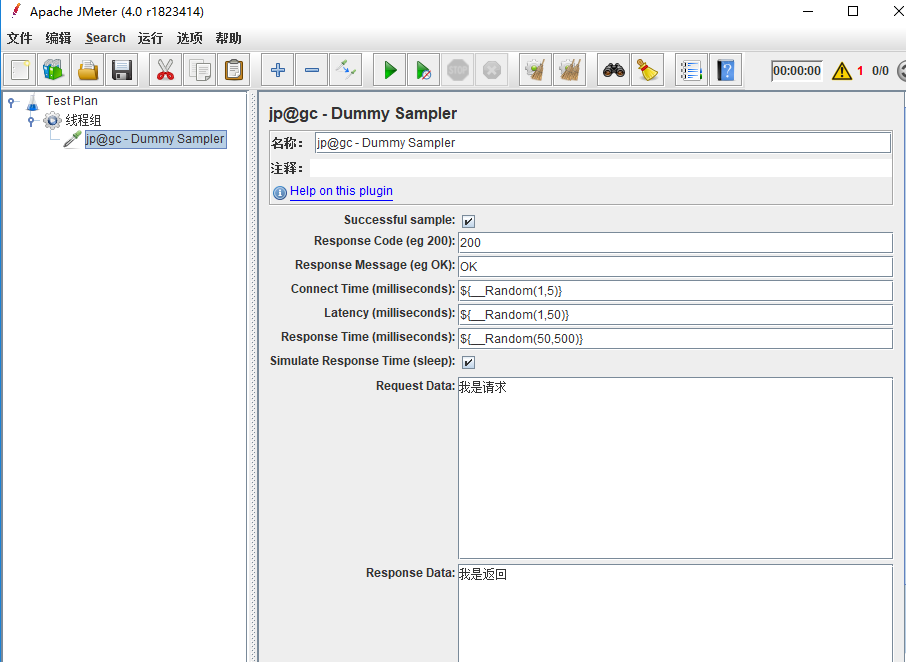 Apache JMeter (4.0 r1823414)
文件 编辑 Search 运行 选项 帮助
STOP
00:00:00 1 0/0
Test Plan
线程组
jp@gc - Dummy Sampler
jp@gc - Dummy Sampler
名称： jp@gc - Dummy Sampler
注释：
Help on this plugin
Successful sample:
Response Code (eg 200): 200
Response Message (eg OK): OK
Connect Time (milliseconds): ${__Random(1,5)}
Latency (milliseconds): ${__Random(1,50)}
Response Time (milliseconds): ${__Random(50,500)}
Simulate Response Time (sleep):
Request Data: 我是请求
Response Data: 我是返回